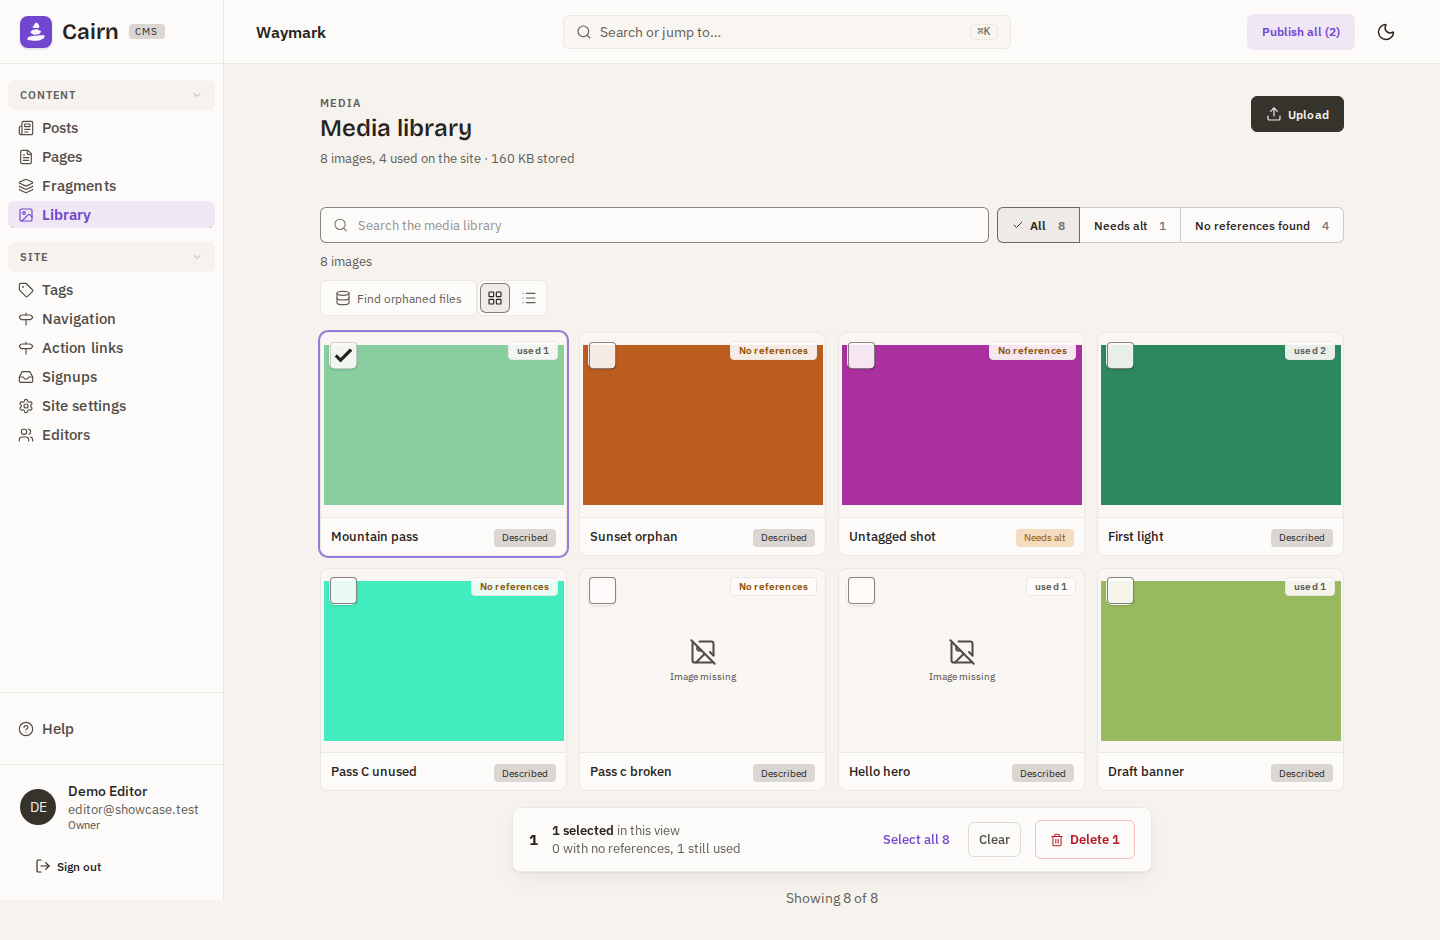 Cairn CMS
Waymark
Search or jump to...
⌘K
Publish all (2)
CONTENT
Posts
Pages
Fragments
Library
SITE
Tags
Navigation
Action links
Signups
Site settings
Editors
Help
DE
Demo Editor
editor@showcase.test
Owner
Sign out
MEDIA
Media library
8 images, 4 used on the site · 160 KB stored
Upload
Search the media library
All 8
Needs alt 1
No references found 4
8 images
Find orphaned files
used 1
Mountain pass
Described
No references
Sunset orphan
Described
No references
Untagged shot
Needs alt
used 2
First light
Described
No references
Pass C unused
Described
No references
Image missing
Pass c broken
Described
used 1
Image missing
Hello hero
Described
used 1
Draft banner
Described
1
1 selected in this view
0 with no references, 1 still used
Select all 8
Clear
Delete 1
Showing 8 of 8